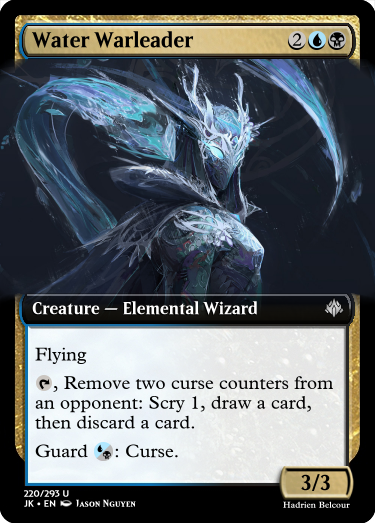 Water Warleader 2
Creature — Elemental Wizard
Flying
, Remove two curse counters from
an opponent: Scry 1, draw a card,
then discard a card.
Guard : Curse.
3/3
220/293 U
JK • EN Jason Nguyen
Hadrien Belcour